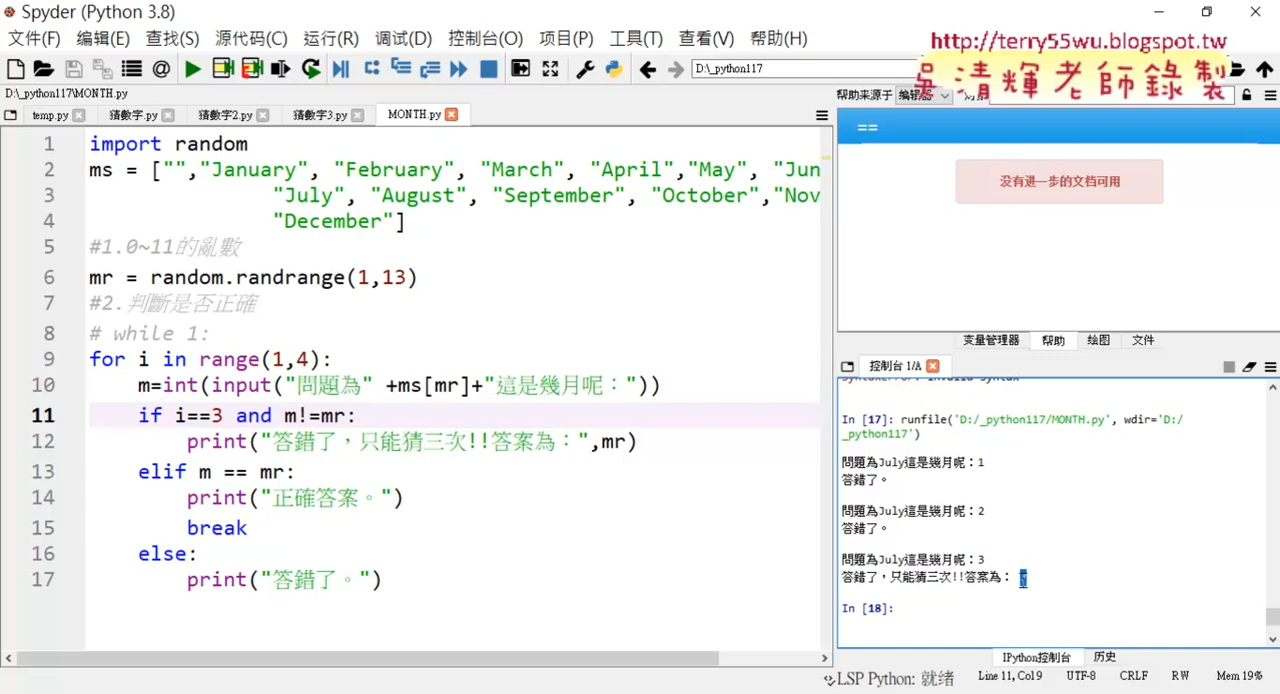 Spyder (Python 3.8)
文件(F) 编辑(E) 查找(S) 源代码(C) 运行(R) 调试(D) 控制台(O) 项目(P) 工具(T) 查看(V) 帮助(H)
http://terry55wu.blogspot.tw
吳清輝老師錄製
D:\_python117
D:\_python117\MONTH.py
帮助来源于 编辑器
temp.py 猜數字.py 猜數字2.py 猜數字3.py MONTH.py
==
没有進一步的文档可用
1 import random
2 ms = ["","January", "February", "March", "April","May", "Jun
3 "July", "August", "September", "October","Nov
4 "December"]
5 #1.0~11的亂數
6 mr = random.randrange(1,13)
7 #2.判斷是否正確
8 # while 1:
9 for i in range(1,4):
10 m=int(input("問題為" +ms[mr]+"這是幾月呢："))
11 if i==3 and m!=mr:
12 print("答錯了，只能猜三次!!答案為：",mr)
13 elif m == mr:
14 print("正確答案。")
15 break
16 else:
17 print("答錯了。")
变量管理器 帮助 绘图 文件
控制台 1/A
SyntaxError: invalid syntax
In [17]: runfile('D:/_python117/MONTH.py', wdir='D:/
_python117')
問題為July這是幾月呢：1
答錯了。
問題為July這是幾月呢：2
答錯了。
問題為July這是幾月呢：3
答錯了，只能猜三次!!答案為： 7
In [18]:
IPython控制台 历史
LSP Python: 就绪 Line 11, Col9 UTF-8 CRLF RW Mem 19%